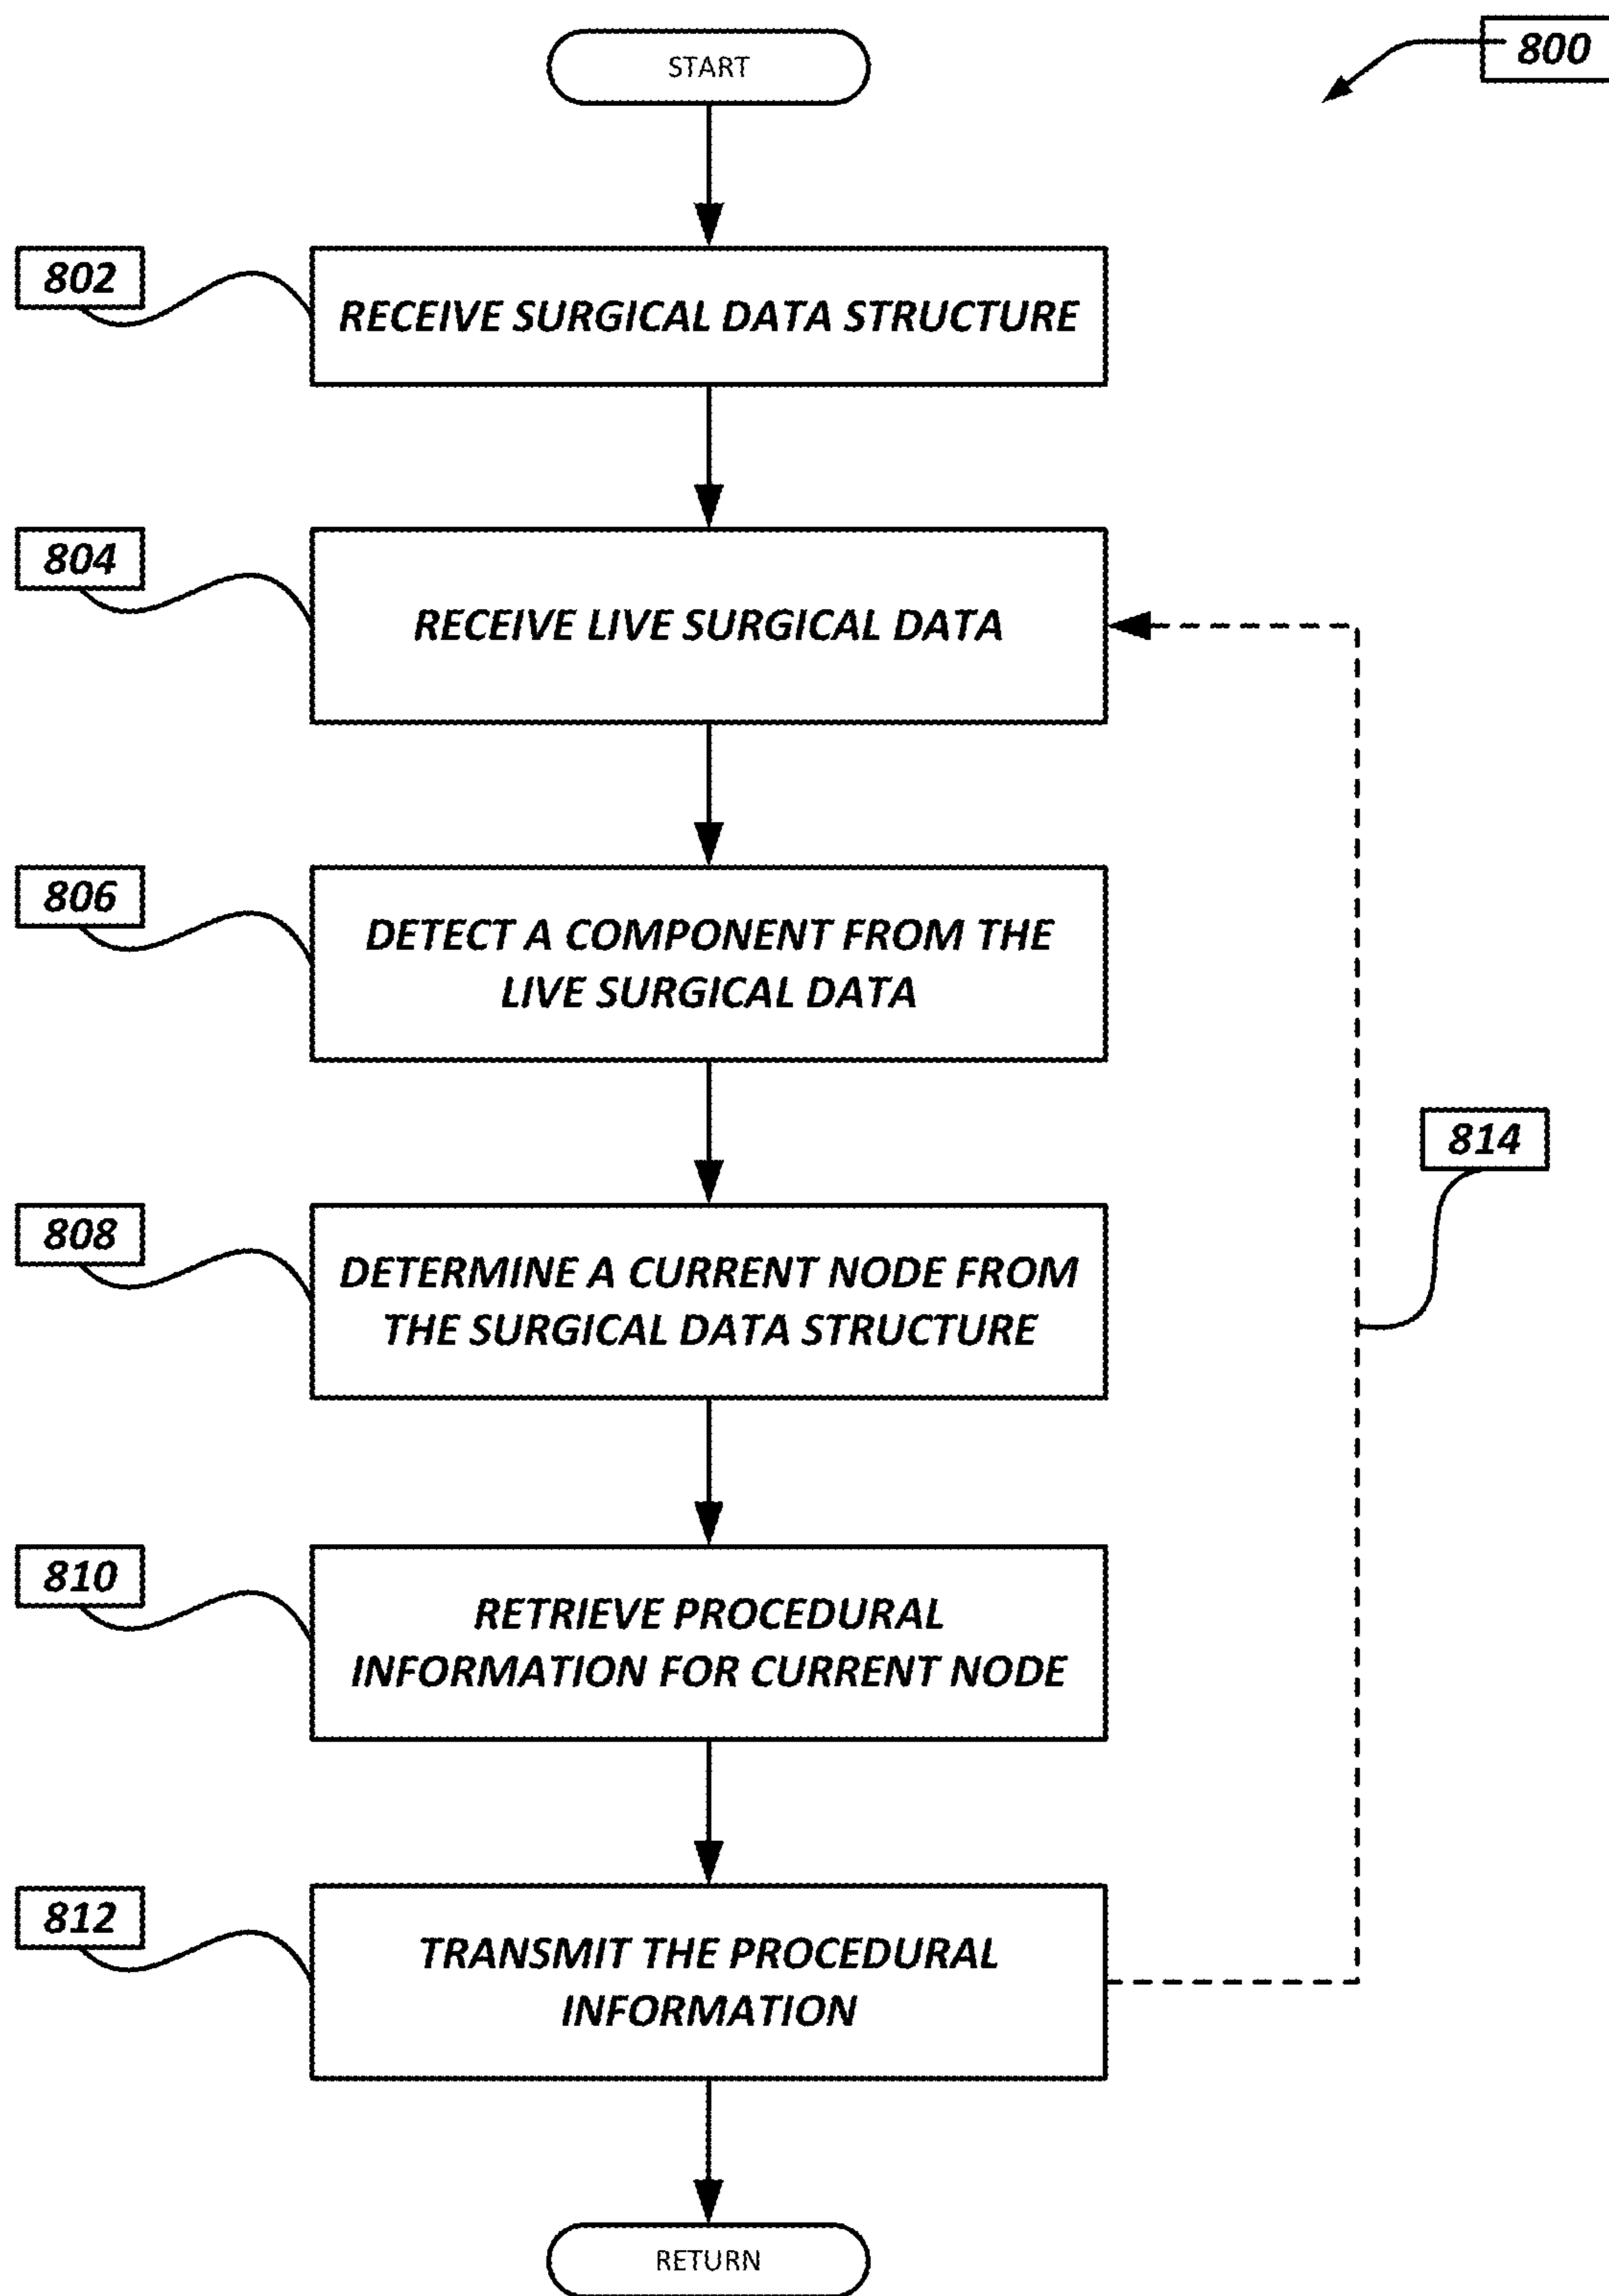 START
800
802
RECEIVE SURGICAL DATA STRUCTURE
804
RECEIVE LIVE SURGICAL DATA
806
DETECT A COMPONENT FROM THE
LIVE SURGICAL DATA
814
808
DETERMINE A CURRENT NODE FROM
THE SURGICAL DATA STRUCTURE
810
RETRIEVE PROCEDURAL
INFORMATION FOR CURRENT NODE
812
TRANSMIT THE PROCEDURAL
INFORMATION
RETURN